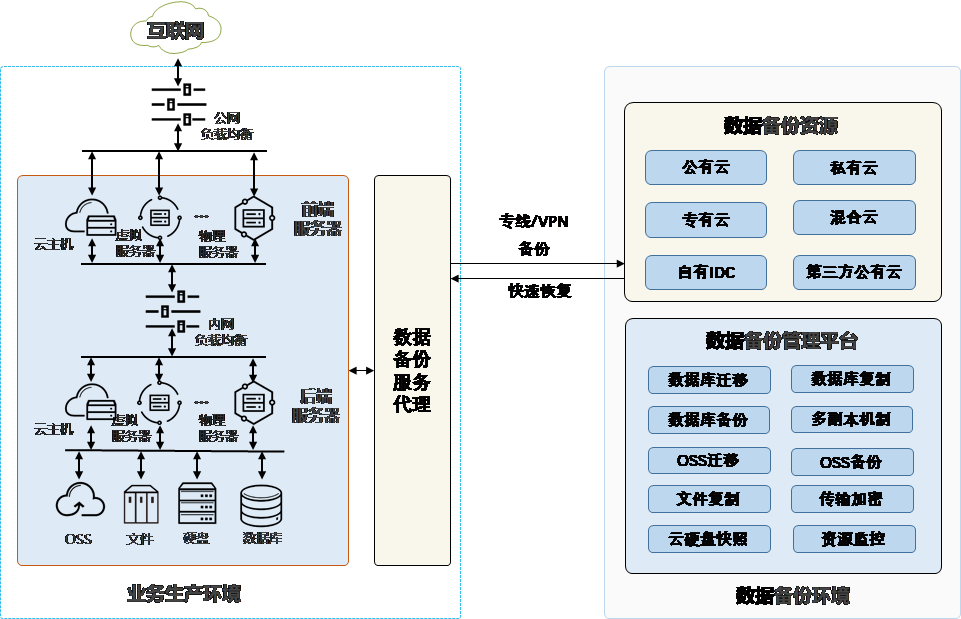 互联网
公网
负载均衡
云主机
虚拟
服务器
...
物理
服务器
前端
服务器
内网
负载均衡
云主机
虚拟
服务器
...
物理
服务器
后端
服务器
OSS
文件
硬盘
数据库
业务生产环境
数据
备份
服务
代理
专线/VPN
备份
快速恢复
数据备份资源
公有云
私有云
专有云
混合云
自有IDC
第三方公有云
数据备份管理平台
数据库迁移
数据库复制
数据库备份
多副本机制
OSS迁移
OSS备份
文件复制
传输加密
云硬盘快照
资源监控
数据备份环境